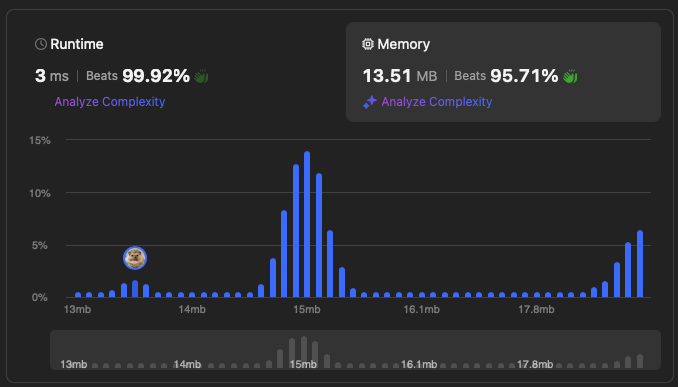 Runtime
3 ms | Beats 99.92%
Analyze Complexity
Memory
13.51 MB | Beats 95.71%
Analyze Complexity
15%
10%
5%
0%
13mb 14mb 15mb 16.1mb 17.8mb
13mb 14mb 15mb 16.1mb 17.8mb